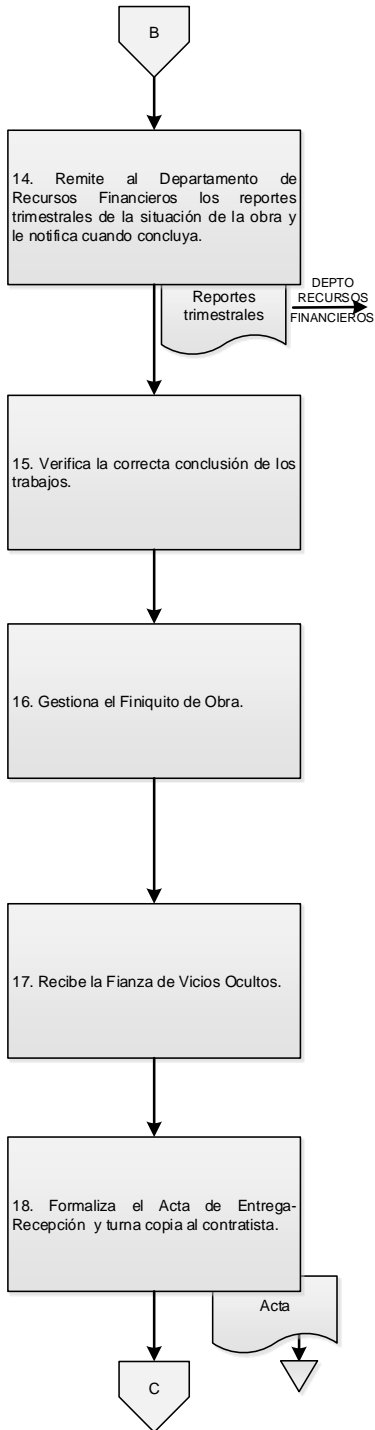 B
14. Remite al Departamento de
Recursos Financieros los reportes
trimestrales de la situación de la obra y
le notifica cuando concluya.
Reportes
trimestrales
DEPTO
RECURSOS
FINANCIEROS
15. Verifica la correcta conclusión de los
trabajos.
16. Gestiona el Finiquito de Obra.
17. Recibe la Fianza de Vicios Ocultos.
18. Formaliza el Acta de Entrega-
Recepción y turna copia al contratista.
Acta
C